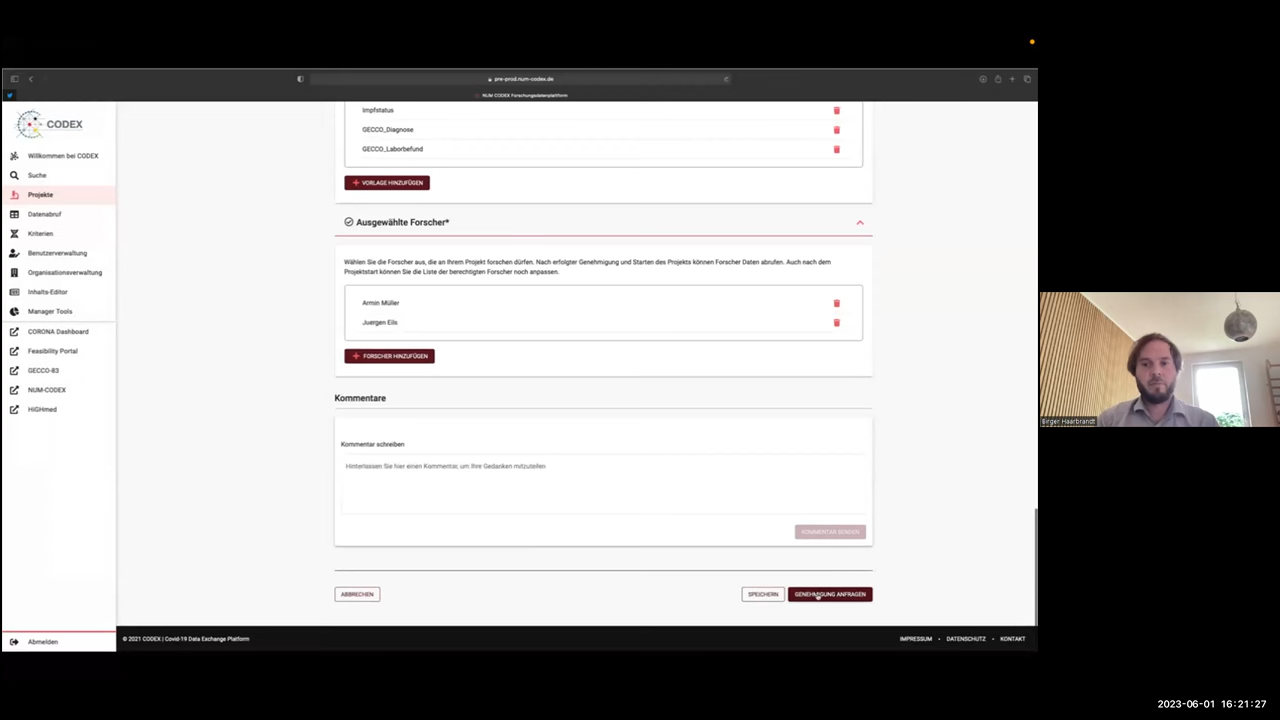 pre-prod.num-codex.de
NUM CODEX Forschungsdatenplattform
CODEX
Willkommen bei CODEX
Suche
Projekte
Datenabruf
Kriterien
Benutzerverwaltung
Organisationsverwaltung
Inhalts-Editor
Manager Tools
CORONA Dashboard
Feasibility Portal
GECCO-83
NUM-CODEX
HiGHmed
Abmelden
Impfstatus
GECCO_Diagnose
GECCO_Laborbefund
VORLAGE HINZUFÜGEN
Ausgewählte Forscher*
Wählen Sie die Forscher aus, die an Ihrem Projekt forschen dürfen. Nach erfolgter Genehmigung und Starten des Projekts können Forscher Daten abrufen. Auch nach dem
Projektstart können Sie die Liste der berechtigten Forscher noch anpassen.
Armin Müller
Juergen Eils
FORSCHER HINZUFÜGEN
Kommentare
Kommentar schreiben
Hinterlassen Sie hier einen Kommentar, um Ihre Gedanken mitzuteilen
KOMMENTAR SENDEN
ABBRECHEN
SPEICHERN
GENEHMIGUNG ANFRAGEN
© 2021 CODEX | Covid-19 Data Exchange Platform
IMPRESSUM • DATENSCHUTZ • KONTAKT
Birger Haarbrandt
2023-06-01 16:21:27